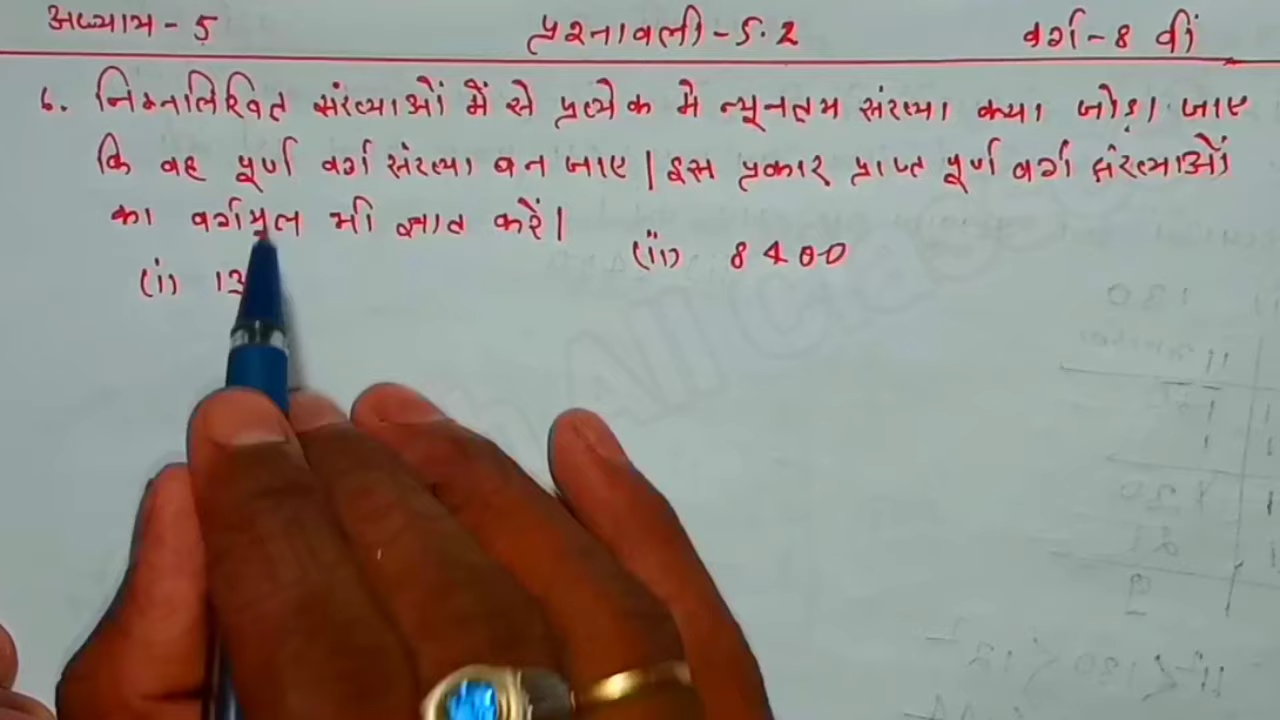 अध्याय - 5 प्रश्नावली - 5.2 वर्ग - 8 वीं
6. निम्नलिखित संख्याओं में से प्रत्येक मे न्यूनतम संख्या क्या जोड़ा जाए
कि वह पूर्ण वर्ग संख्या बन जाए। इस प्रकार प्राप्त पूर्ण वर्ग संख्याओं
का वर्गमूल भी ज्ञात करें।
(i) 13 (ii) 8400